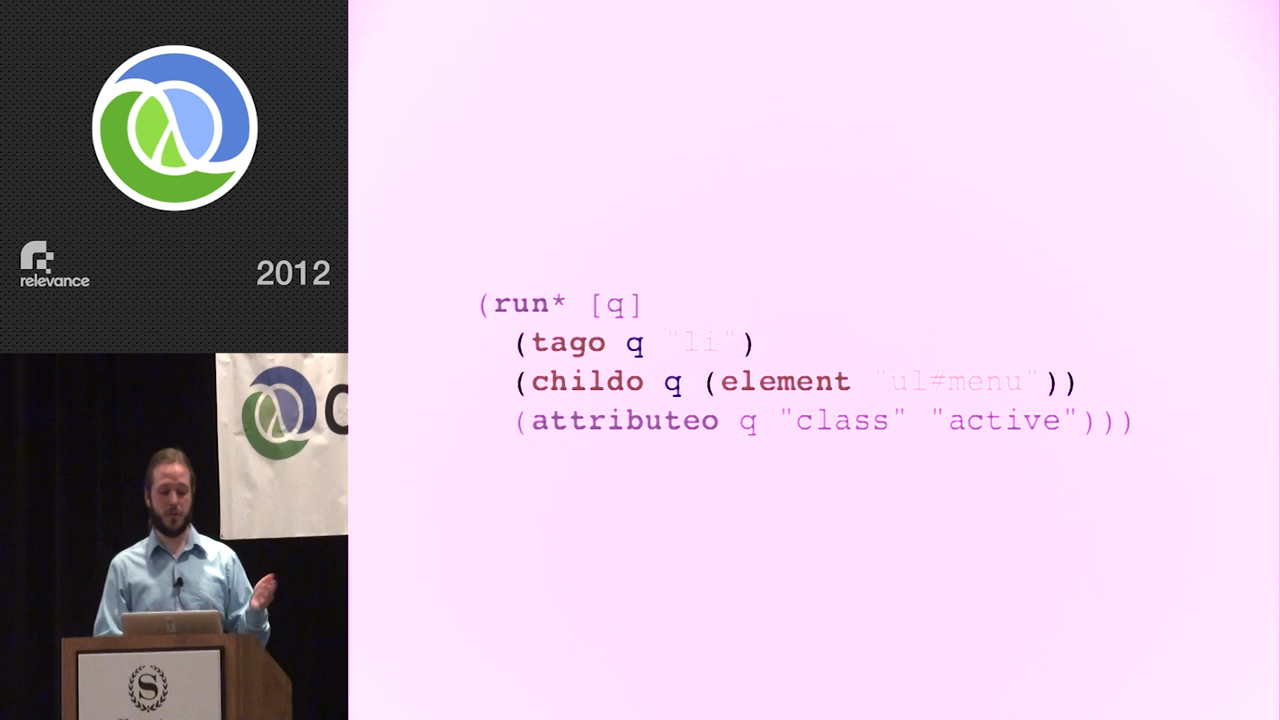 relevance
2012
(run* [q]
(tago q "li")
(childo q (element "ul#menu"))
(attributeo q "class" "active")))
C
S